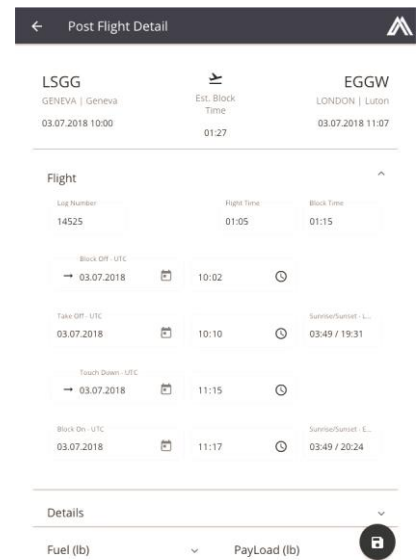 Post Flight Detail
LSGG
EGGW
GENEVA | Geneva
Est. Block
Time
LONDON | Luton
03.07.2018 10:00
01:27
03.07.2018 11:07
Flight
Log Number
Flight Time
Block Time
14525
01:05
01:15
Block Off - UTC
→ 03.07.2018
10:02
Take Off - UTC
Sunrise/Sunset - L...
03.07.2018
10:10
03:49 / 19:31
Touch Down - UTC
→ 03.07.2018
11:15
Block On - UTC
Sunrise/Sunset - E...
03.07.2018
11:17
03:49 / 20:24
Details
Fuel (lb)
PayLoad (lb)